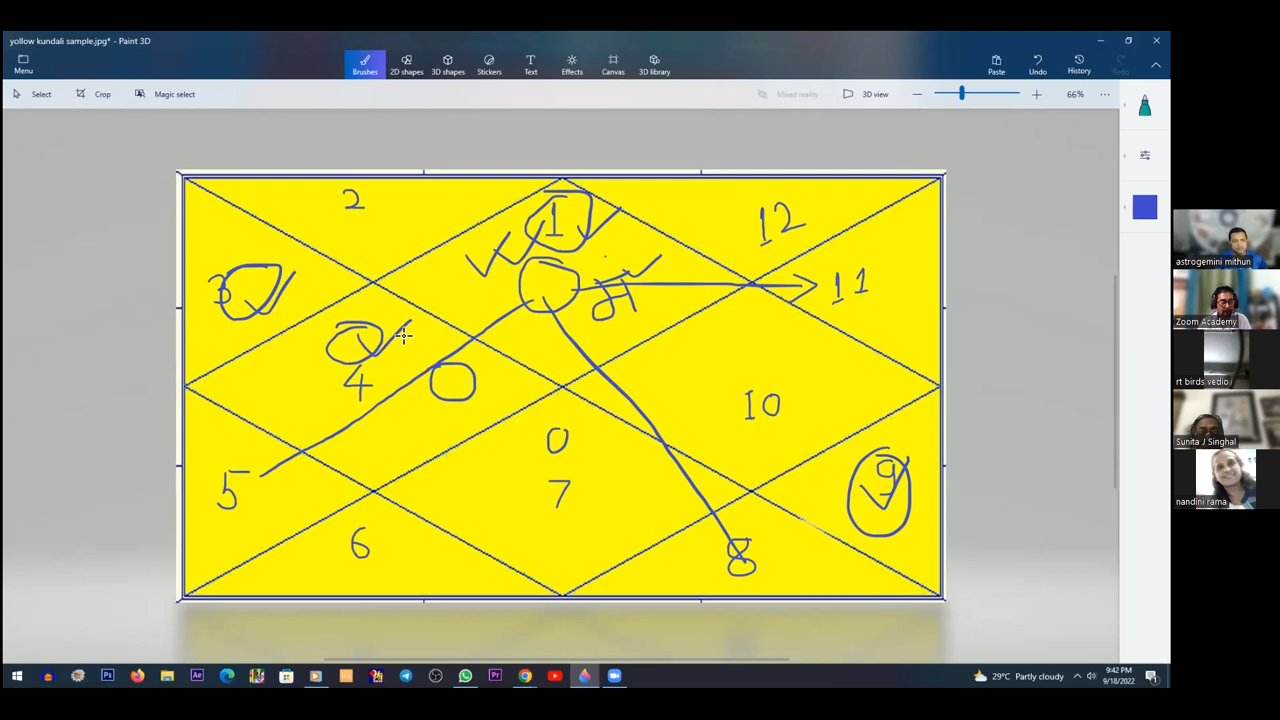 yollow kundali sample.jpg* - Paint 3D
Menu
Brushes
2D shapes
3D shapes
Stickers
Text
Effects
Canvas
3D library
Paste
Undo
History
Redo
Select
Crop
Magic select
Mixed reality
3D view
66%
2
1
12
3
11
4
10
0
5
7
9
6
8
astrogemini mithun
Zoom Academy
rt birds vedio
Sunita J Singhal
nandini rama
29°C Partly cloudy
9:42 PM
9/18/2022